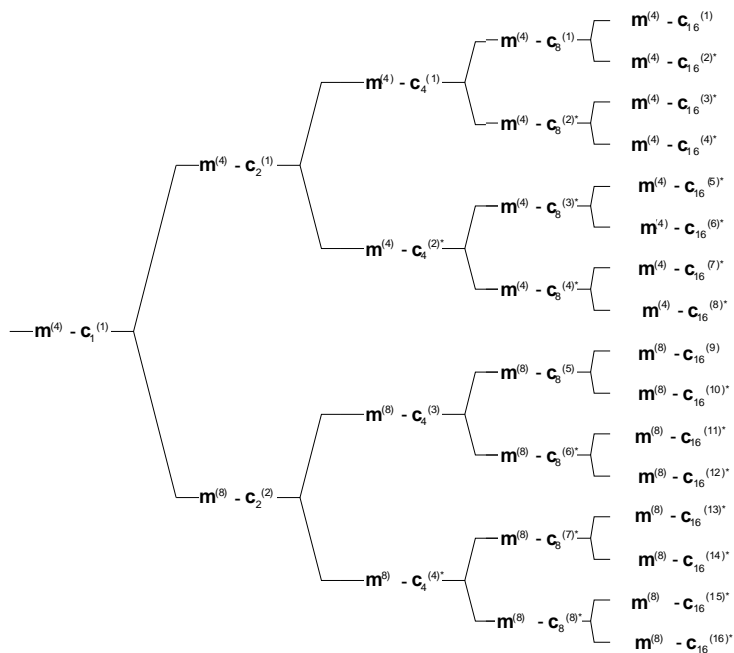 m⁽⁴⁾ - c₁⁽¹⁾
m⁽⁴⁾ - c₂⁽¹⁾
m⁽⁸⁾ - c₂⁽²⁾
m⁽⁴⁾ - c₄⁽¹⁾
m⁽⁴⁾ - c₄⁽²⁾*
m⁽⁸⁾ - c₄⁽³⁾
m⁸⁾ - c₄⁽⁴⁾*
m⁽⁴⁾ - c₈⁽¹⁾
m⁽⁴⁾ - c₈⁽²⁾*
m⁽⁴⁾ - c₈⁽³⁾*
m⁽⁴⁾ - c₈⁽⁴⁾*
m⁽⁸⁾ - c₈⁽⁵⁾
m⁽⁸⁾ - c₈⁽⁶⁾*
m⁽⁸⁾ - c₈⁽⁷⁾*
m⁽⁸⁾ - c₈⁽⁸⁾*
m⁽⁴⁾ - c₁₆⁽¹⁾
m⁽⁴⁾ - c₁₆⁽²⁾*
m⁽⁴⁾ - c₁₆⁽³⁾*
m⁽⁴⁾ - c₁₆⁽⁴⁾*
m⁽⁴⁾ - c₁₆⁽⁵⁾*
m⁽⁴⁾ - c₁₆⁽⁶⁾*
m⁽⁴⁾ - c₁₆⁽⁷⁾*
m⁽⁴⁾ - c₁₆⁽⁸⁾*
m⁽⁸⁾ - c₁₆⁽⁹⁾
m⁽⁸⁾ - c₁₆⁽¹⁰⁾*
m⁽⁸⁾ - c₁₆⁽¹¹⁾*
m⁽⁸⁾ - c₁₆⁽¹²⁾*
m⁽⁸⁾ - c₁₆⁽¹³⁾*
m⁽⁸⁾ - c₁₆⁽¹⁴⁾*
m⁽⁸⁾ - c₁₆⁽¹⁵⁾*
m⁽⁸⁾ - c₁₆⁽¹⁶⁾*